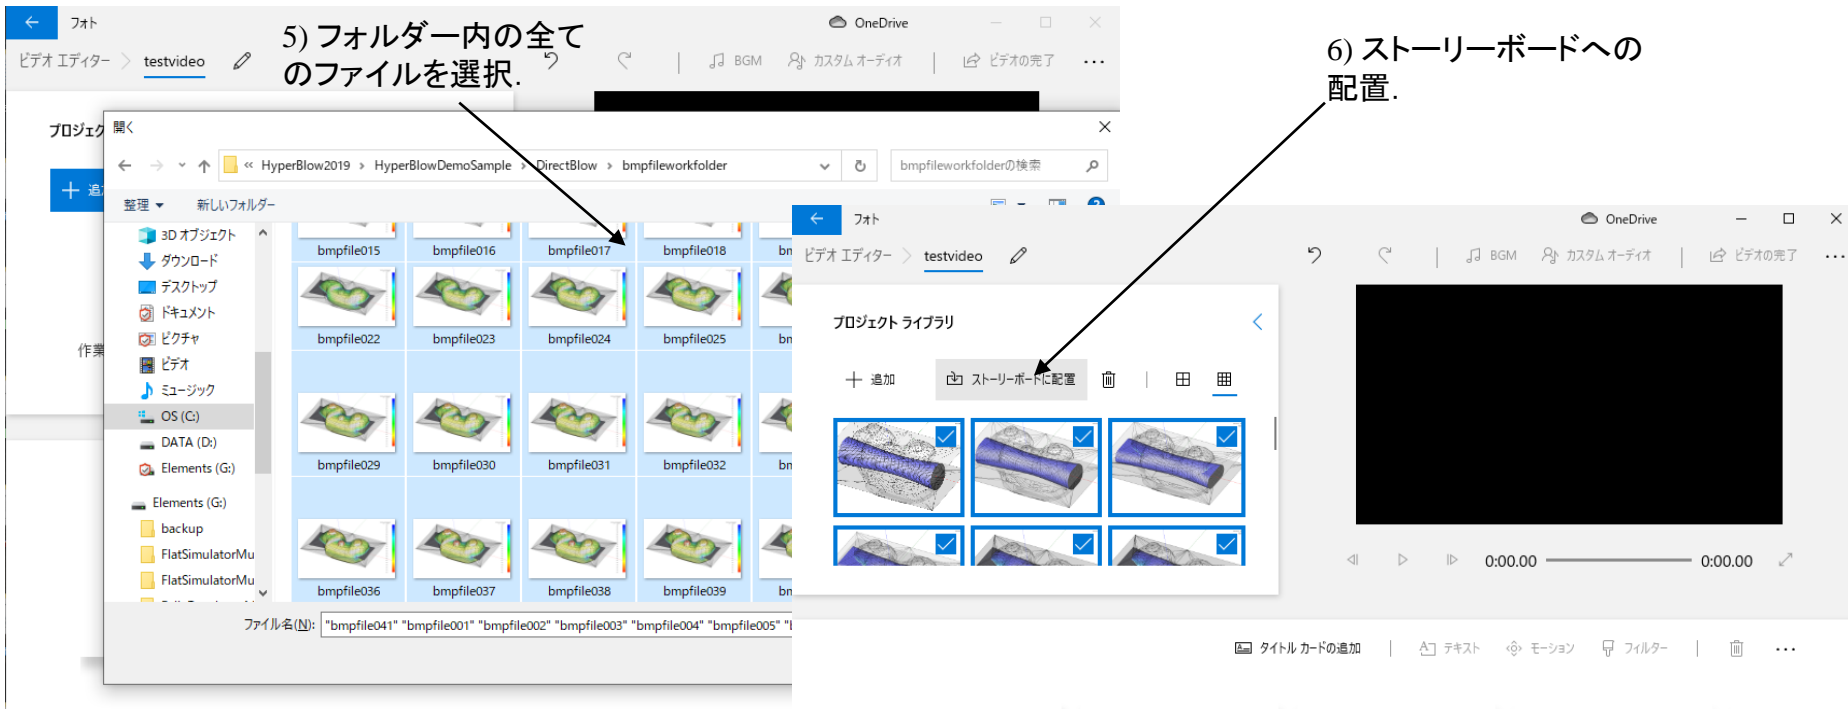 フォト
OneDrive
5) フォルダー内の全て
のファイルを選択.
ビデオ エディター
testvideo
BGM
カスタム オーディオ
ビデオの完了
6) ストーリーボードへの
配置.
プロジェク
開く
« HyperBlow2019 › HyperBlowDemoSample › DirectBlow › bmpfileworkfolder
bmpfileworkfolderの検索
整理
新しいフォルダー
作業
3D オブジェクト
ダウンロード
デスクトップ
ドキュメント
ピクチャ
ビデオ
ミュージック
OS (C:)
DATA (D:)
Elements (G:)
Elements (G:)
backup
FlatSimulatorMu
FlatSimulatorMu
bmpfile015 bmpfile016 bmpfile017 bmpfile018
bmpfile022 bmpfile023 bmpfile024 bmpfile025
bmpfile029 bmpfile030 bmpfile031 bmpfile032
bmpfile036 bmpfile037 bmpfile038 bmpfile039
ファイル名(N): "bmpfile041" "bmpfile001" "bmpfile002" "bmpfile003" "bmpfile004" "bmpfile005"
フォト
OneDrive
ビデオ エディター
testvideo
BGM
カスタム オーディオ
ビデオの完了
プロジェクト ライブラリ
追加
ストーリーボードに配置
0:00.00
0:00.00
タイトル カードの追加
テキスト
モーション
フィルター